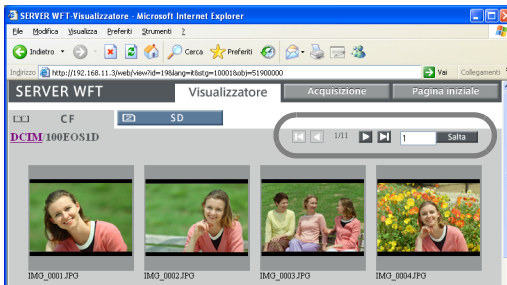 SERVER WFT-Visualizzatore - Microsoft Internet Explorer
File Modifica Visualizza Preferiti Strumenti ?
Indietro Cerca Preferiti
Indirizzo http://192.168.11.3/web/view?id=19&lang=it&stg=10001&obj=51900000 Vai Collegamenti
SERVER WFT Visualizzatore Acquisizione Pagina iniziale
CF SD
DCIM/100EOS1D 1/11 1 Salta
IMG_0001.JPG IMG_0002.JPG IMG_0003.JPG IMG_0004.JPG